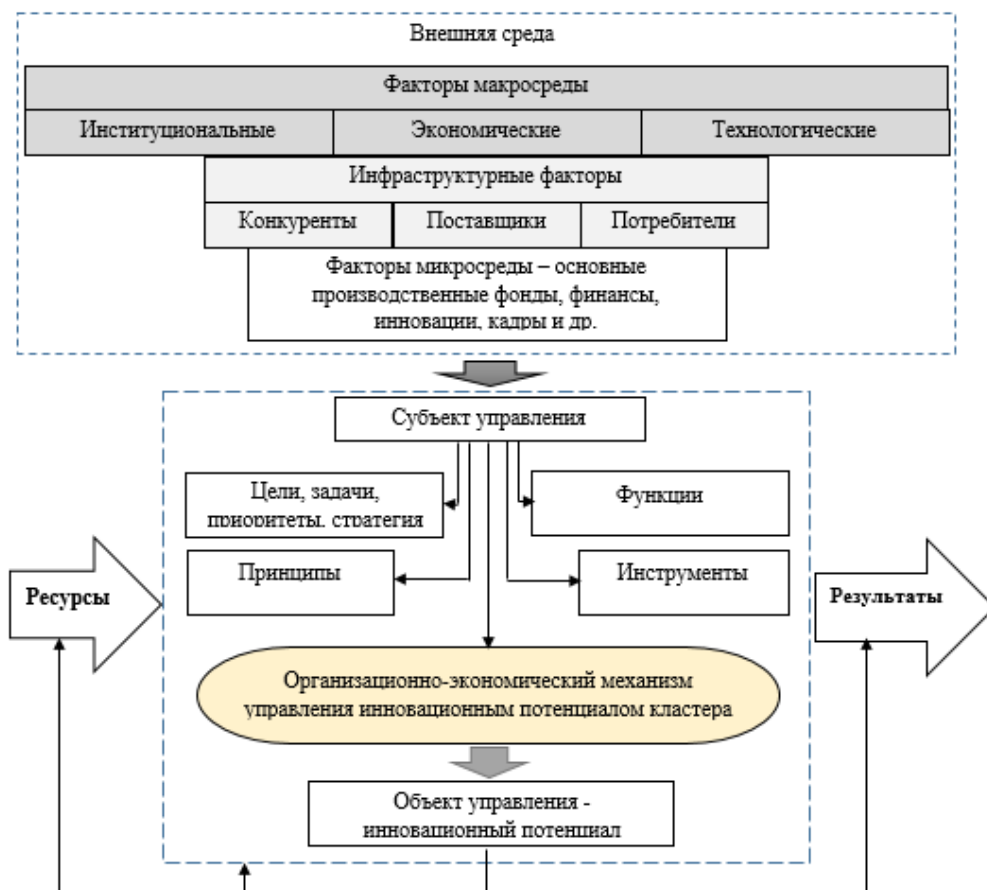 Внешняя среда
Факторы макросреды
Институциональные
Экономические
Технологические
Инфраструктурные факторы
Конкуренты
Поставщики
Потребители
Факторы микросреды – основные
производственные фонды, финансы,
инновации, кадры и др.
Субъект управления
Цели, задачи,
приоритеты, стратегия
Функции
Принципы
Инструменты
Ресурсы
Результаты
Организационно-экономический механизм
управления инновационным потенциалом кластера
Объект управления -
инновационный потенциал